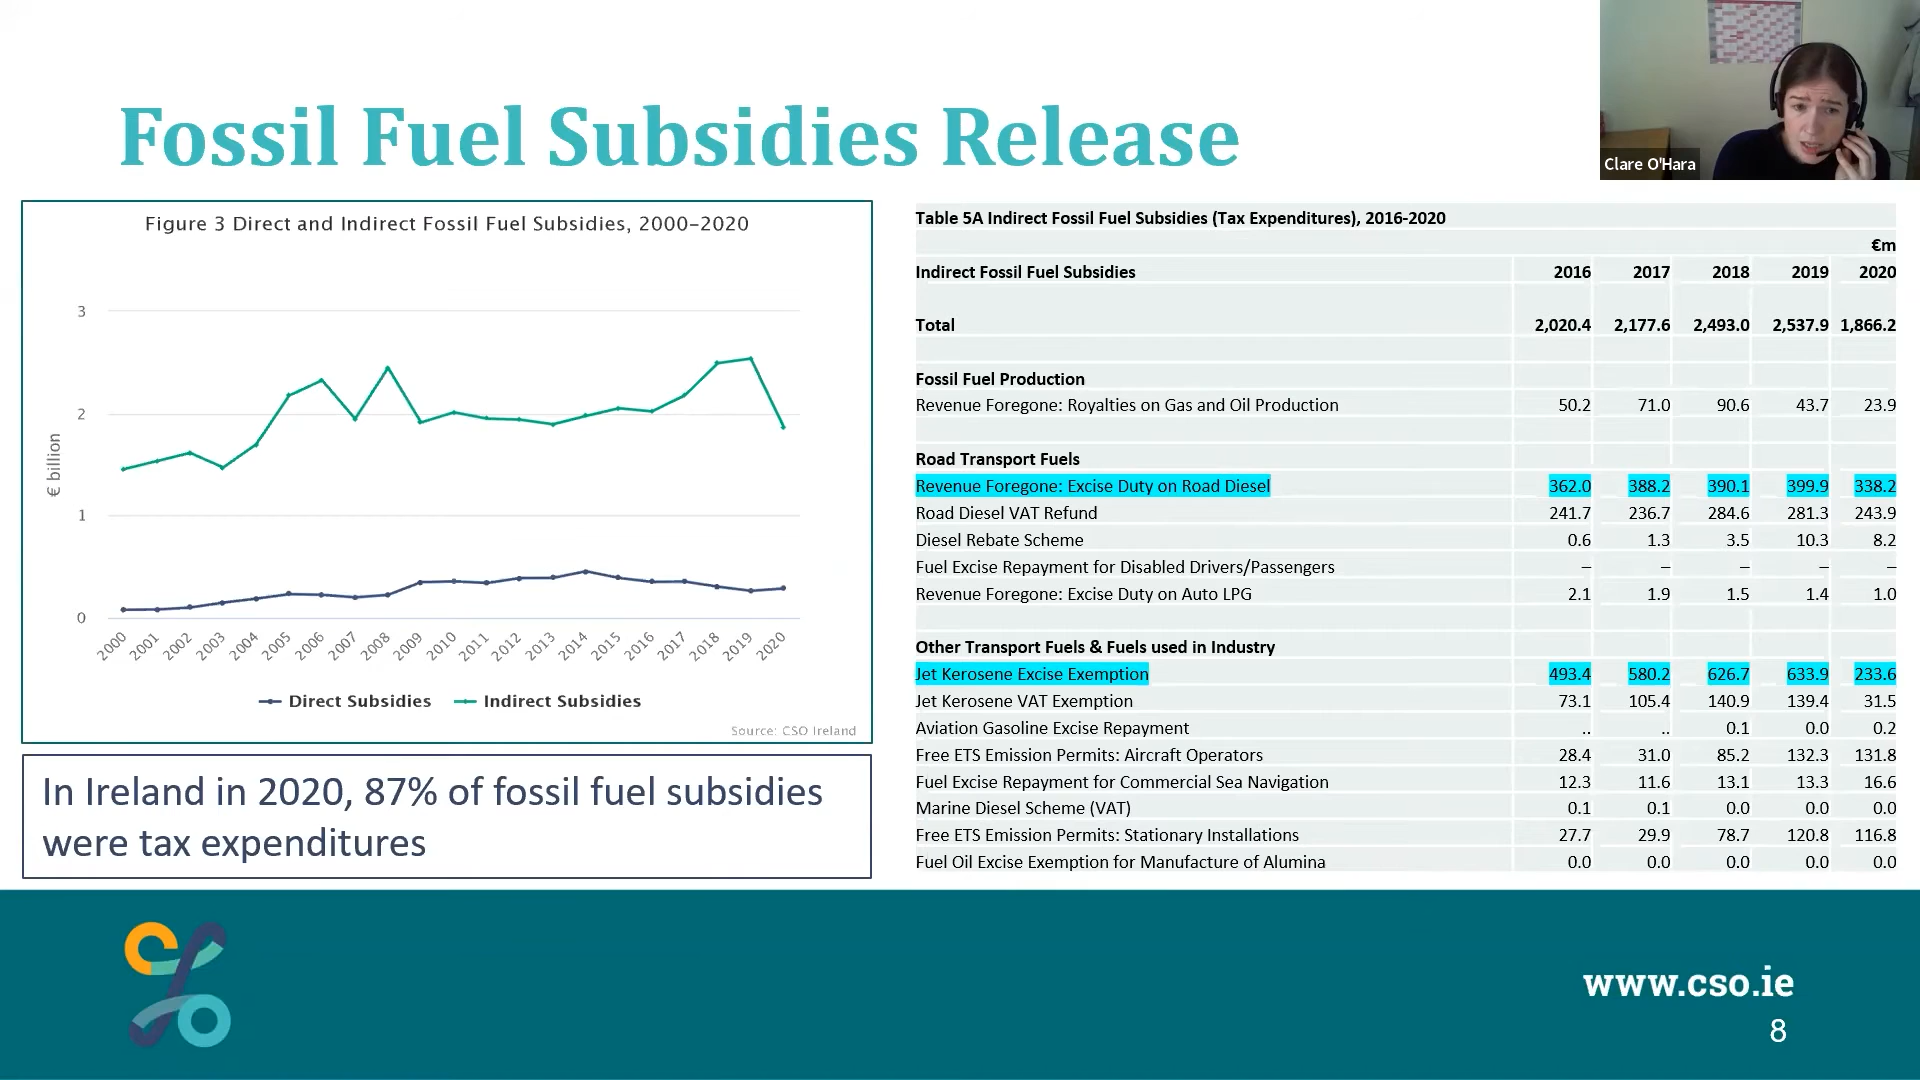 Fossil Fuel Subsidies Release
Clare O'Hara
Figure 3 Direct and Indirect Fossil Fuel Subsidies, 2000–2020
€ billion
3
2
1
0
2000 2001 2002 2003 2004 2005 2006 2007 2008 2009 2010 2011 2012 2013 2014 2015 2016 2017 2018 2019 2020
Direct Subsidies Indirect Subsidies
Source: CSO Ireland
In Ireland in 2020, 87% of fossil fuel subsidies
were tax expenditures
Table 5A Indirect Fossil Fuel Subsidies (Tax Expenditures), 2016-2020
€m
Indirect Fossil Fuel Subsidies 2016 2017 2018 2019 2020
Total 2,020.4 2,177.6 2,493.0 2,537.9 1,866.2
Fossil Fuel Production
Revenue Foregone: Royalties on Gas and Oil Production 50.2 71.0 90.6 43.7 23.9
Road Transport Fuels
Revenue Foregone: Excise Duty on Road Diesel 362.0 388.2 390.1 399.9 338.2
Road Diesel VAT Refund 241.7 236.7 284.6 281.3 243.9
Diesel Rebate Scheme 0.6 1.3 3.5 10.3 8.2
Fuel Excise Repayment for Disabled Drivers/Passengers – – – – –
Revenue Foregone: Excise Duty on Auto LPG 2.1 1.9 1.5 1.4 1.0
Other Transport Fuels & Fuels used in Industry
Jet Kerosene Excise Exemption 493.4 580.2 626.7 633.9 233.6
Jet Kerosene VAT Exemption 73.1 105.4 140.9 139.4 31.5
Aviation Gasoline Excise Repayment .. .. 0.1 0.0 0.2
Free ETS Emission Permits: Aircraft Operators 28.4 31.0 85.2 132.3 131.8
Fuel Excise Repayment for Commercial Sea Navigation 12.3 11.6 13.1 13.3 16.6
Marine Diesel Scheme (VAT) 0.1 0.1 0.0 0.0 0.0
Free ETS Emission Permits: Stationary Installations 27.7 29.9 78.7 120.8 116.8
Fuel Oil Excise Exemption for Manufacture of Alumina 0.0 0.0 0.0 0.0 0.0
www.cso.ie
8